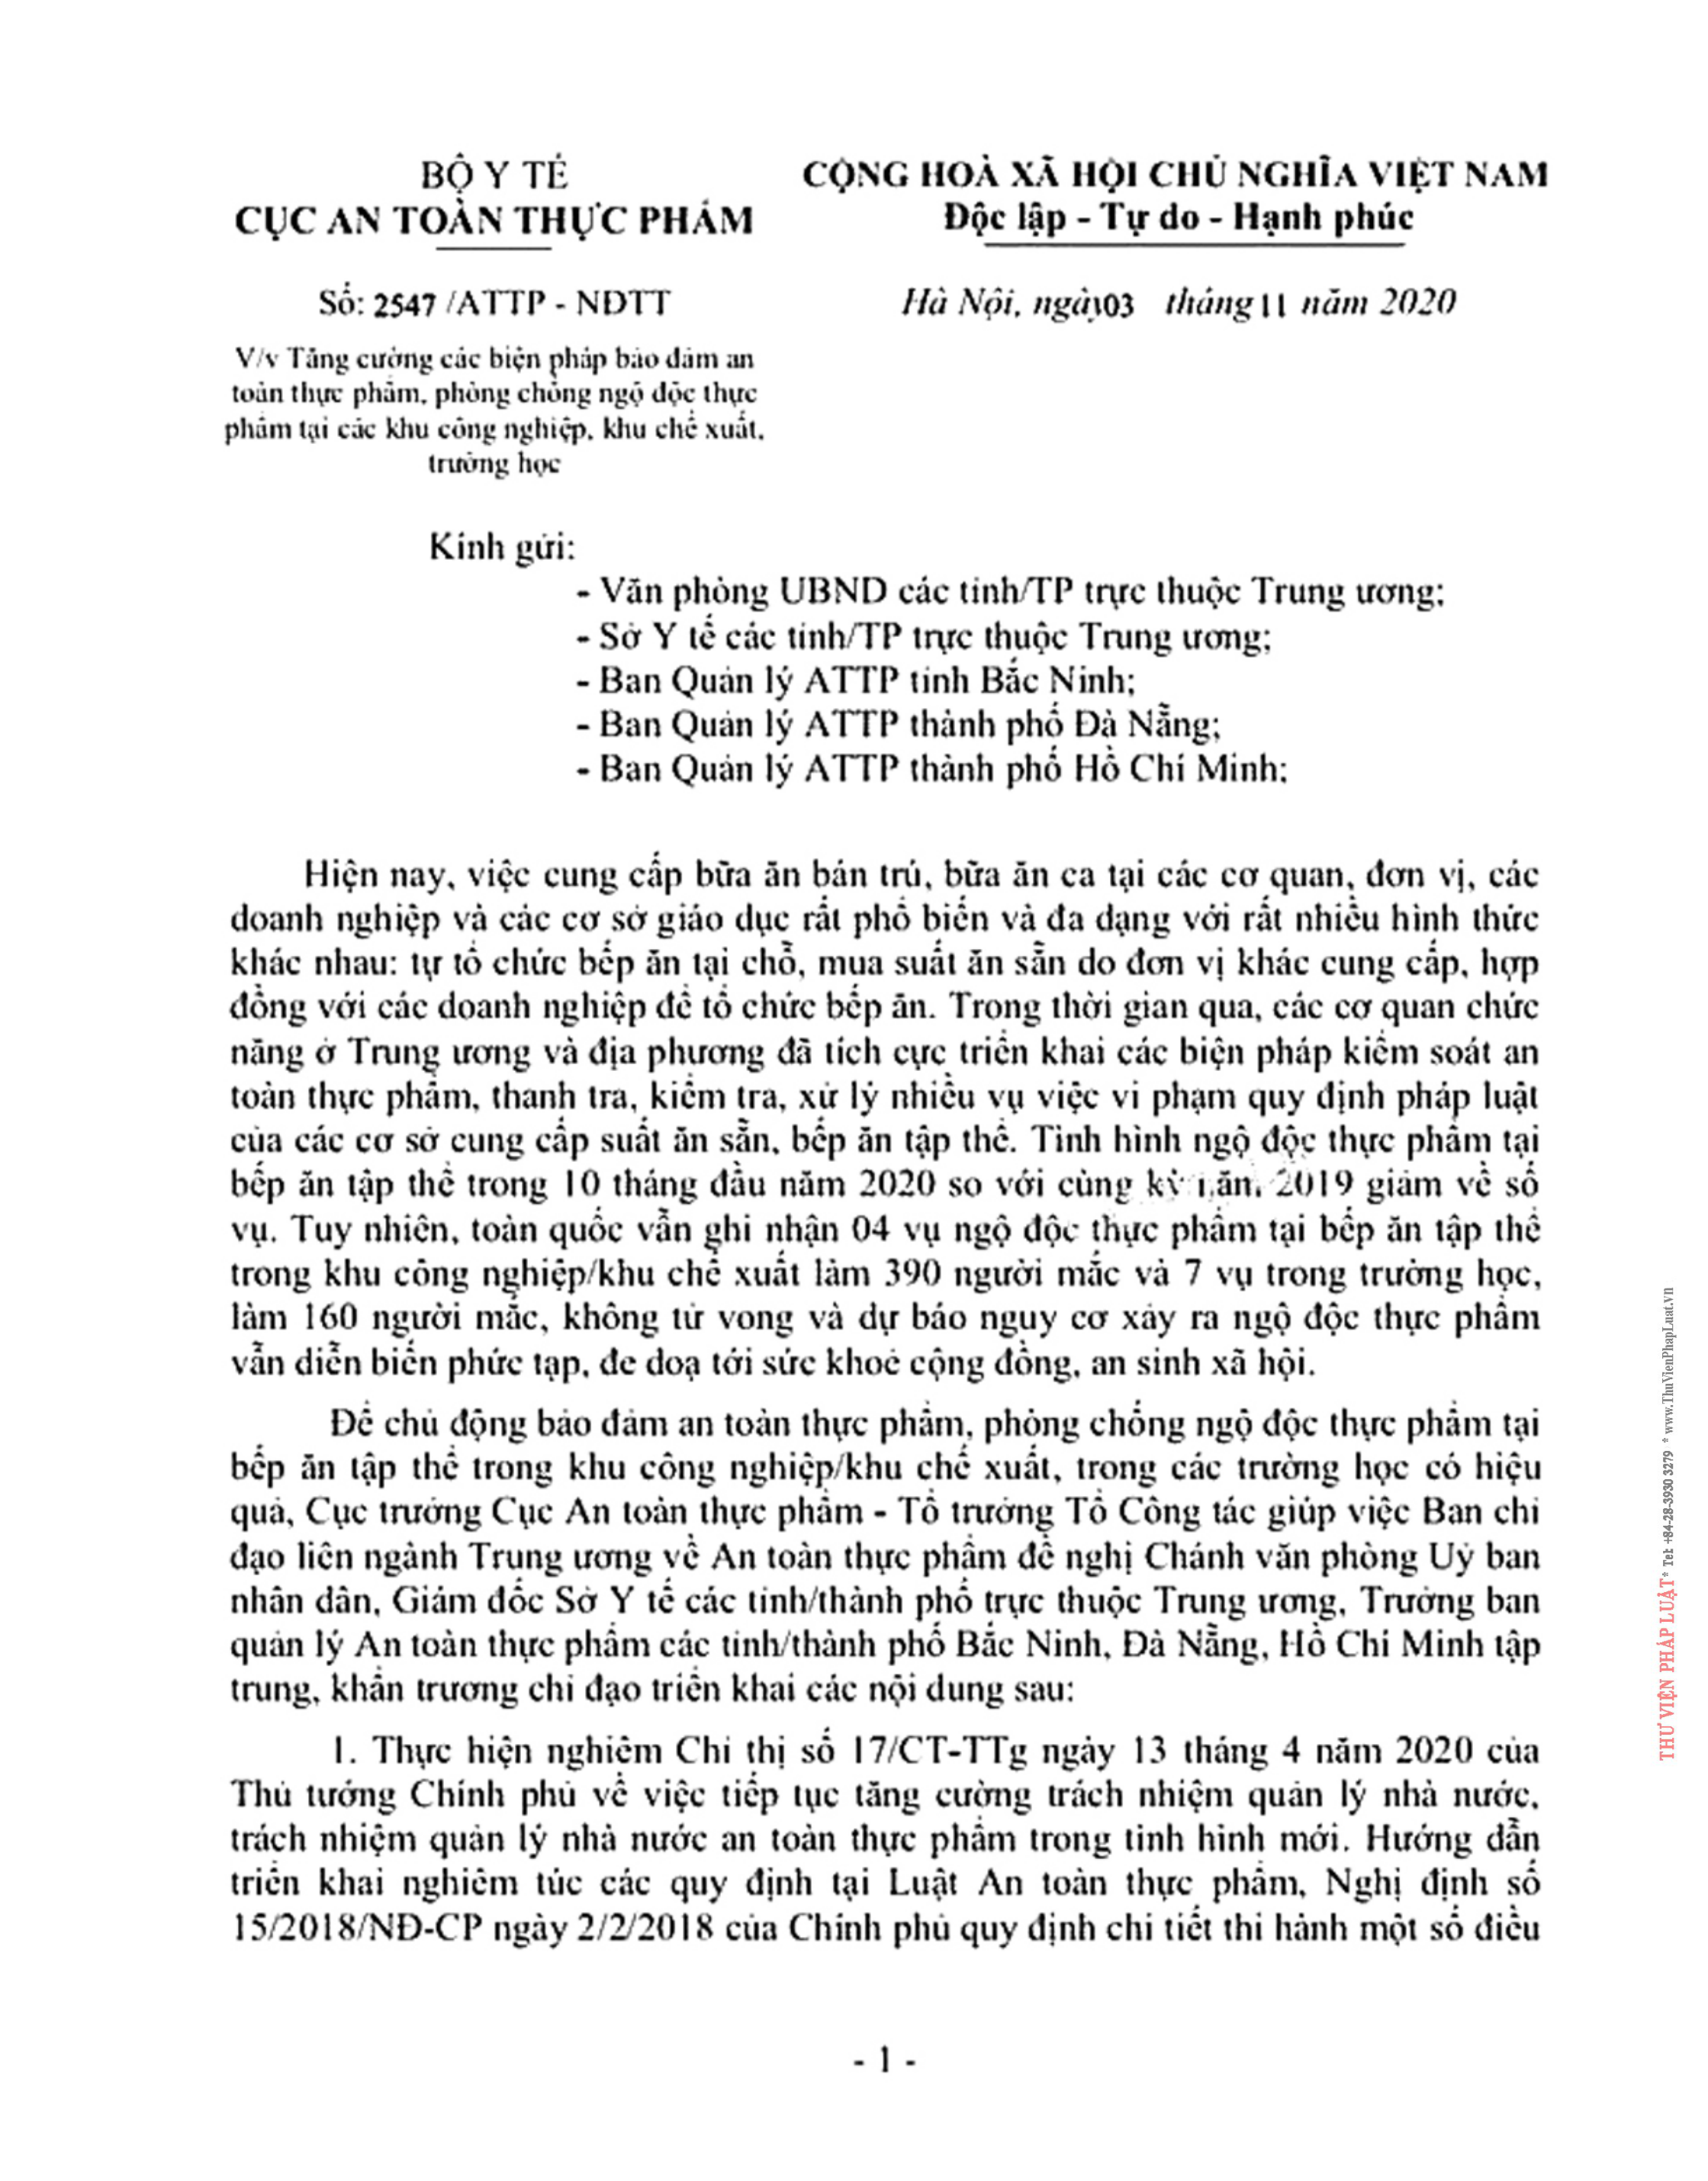 BỘ Y TẾ
CỤC AN TOÀN THỰC PHẨM
CỘNG HOÀ XÃ HỘI CHỦ NGHĨA VIỆT NAM
Độc lập - Tự do - Hạnh phúc
Số: 2547 /ATTP - NĐTT
Hà Nội, ngày 03 tháng 11 năm 2020
V/v Tăng cường các biện pháp bảo đảm an
toàn thực phẩm, phòng chống ngộ độc thực
phẩm tại các khu công nghiệp, khu chế xuất,
trường học
Kính gửi:
- Văn phòng UBND các tỉnh/TP trực thuộc Trung ương;
- Sở Y tế các tỉnh/TP trực thuộc Trung ương;
- Ban Quản lý ATTP tỉnh Bắc Ninh;
- Ban Quản lý ATTP thành phố Đà Nẵng;
- Ban Quản lý ATTP thành phố Hồ Chí Minh;
Hiện nay, việc cung cấp bữa ăn bán trú, bữa ăn ca tại các cơ quan, đơn vị, các
doanh nghiệp và các cơ sở giáo dục rất phổ biến và đa dạng với rất nhiều hình thức
khác nhau: tự tổ chức bếp ăn tại chỗ, mua suất ăn sẵn do đơn vị khác cung cấp, hợp
đồng với các doanh nghiệp để tổ chức bếp ăn. Trong thời gian qua, các cơ quan chức
năng ở Trung ương và địa phương đã tích cực triển khai các biện pháp kiểm soát an
toàn thực phẩm, thanh tra, kiểm tra, xử lý nhiều vụ việc vi phạm quy định pháp luật
của các cơ sở cung cấp suất ăn sẵn, bếp ăn tập thể. Tình hình ngộ độc thực phẩm tại
bếp ăn tập thể trong 10 tháng đầu năm 2020 so với cùng kỳ năm 2019 giảm về số
vụ. Tuy nhiên, toàn quốc vẫn ghi nhận 04 vụ ngộ độc thực phẩm tại bếp ăn tập thể
trong khu công nghiệp/khu chế xuất làm 390 người mắc và 7 vụ trong trường học,
làm 160 người mắc, không tử vong và dự báo nguy cơ xảy ra ngộ độc thực phẩm
vẫn diễn biến phức tạp, đe doạ tới sức khoẻ cộng đồng, an sinh xã hội.
Để chủ động bảo đảm an toàn thực phẩm, phòng chống ngộ độc thực phẩm tại
bếp ăn tập thể trong khu công nghiệp/khu chế xuất, trong các trường học có hiệu
quả, Cục trưởng Cục An toàn thực phẩm - Tổ trưởng Tổ Công tác giúp việc Ban chỉ
đạo liên ngành Trung ương về An toàn thực phẩm đề nghị Chánh văn phòng Uỷ ban
nhân dân, Giám đốc Sở Y tế các tỉnh/thành phố trực thuộc Trung ương, Trưởng ban
quản lý An toàn thực phẩm các tỉnh/thành phố Bắc Ninh, Đà Nẵng, Hồ Chí Minh tập
trung, khẩn trương chỉ đạo triển khai các nội dung sau:
1. Thực hiện nghiêm Chỉ thị số 17/CT-TTg ngày 13 tháng 4 năm 2020 của
Thủ tướng Chính phủ về việc tiếp tục tăng cường trách nhiệm quản lý nhà nước,
trách nhiệm quản lý nhà nước an toàn thực phẩm trong tình hình mới. Hướng dẫn
triển khai nghiêm túc các quy định tại Luật An toàn thực phẩm, Nghị định số
15/2018/NĐ-CP ngày 2/2/2018 của Chính phủ quy định chi tiết thi hành một số điều
- 1 -
THƯ VIỆN PHÁP LUẬT * Tel: +84-28-3930 3279 * www.ThuVienPhapLuat.vn